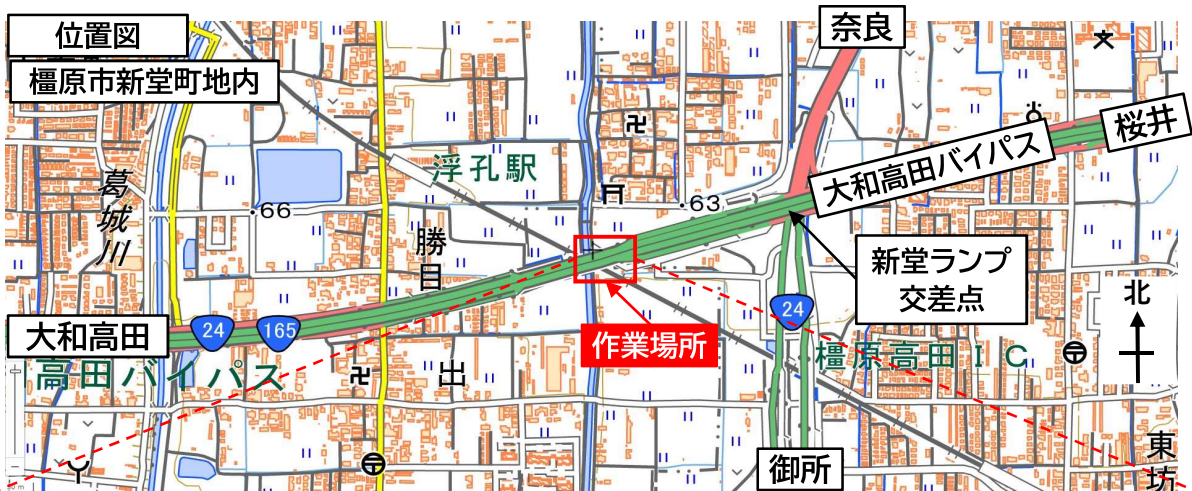 位置図
橿原市新堂町地内
奈良
桜井
大和高田バイパス
浮孔駅
葛城川
66
63
勝目
新堂ランプ
交差点
北
大和高田
24
165
24
作業場所
橿原高田IC
高田バイパス
出
御所
東坊